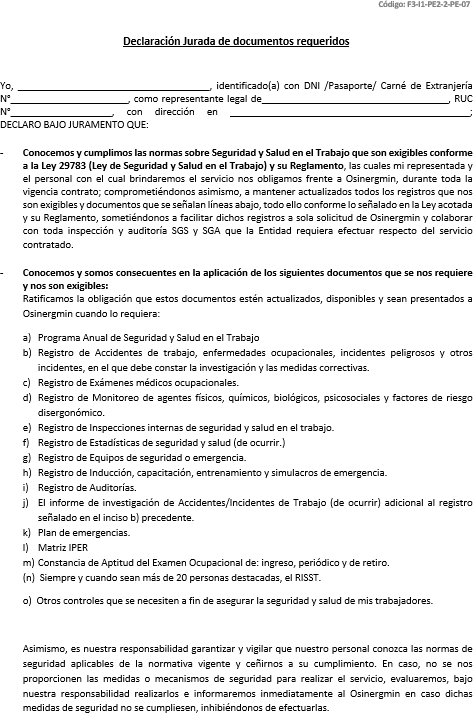 Código: F3-I1-PE2-2-PE-07
Declaración Jurada de documentos requeridos
Yo, ____________________________________, identificado(a) con DNI /Pasaporte/ Carné de Extranjería
N°______________________, como representante legal de___________________________________, RUC
N°___________________, con dirección en _____________________________________________;
DECLARO BAJO JURAMENTO QUE:
- Conocemos y cumplimos las normas sobre Seguridad y Salud en el Trabajo que son exigibles conforme
a la Ley 29783 (Ley de Seguridad y Salud en el Trabajo) y su Reglamento, las cuales mi representada y
el personal con el cual brindaremos el servicio nos obligamos frente a Osinergmin, durante toda la
vigencia contrato; comprometiéndonos asimismo, a mantener actualizados todos los registros que nos
son exigibles y documentos que se señalan líneas abajo, todo ello conforme lo señalado en la Ley acotada
y su Reglamento, sometiéndonos a facilitar dichos registros a sola solicitud de Osinergmin y colaborar
con toda inspección y auditoría SGS y SGA que la Entidad requiera efectuar respecto del servicio
contratado.
- Conocemos y somos consecuentes en la aplicación de los siguientes documentos que se nos requiere
y nos son exigibles:
Ratificamos la obligación que estos documentos estén actualizados, disponibles y sean presentados a
Osinergmin cuando lo requiera:
a) Programa Anual de Seguridad y Salud en el Trabajo
b) Registro de Accidentes de trabajo, enfermedades ocupacionales, incidentes peligrosos y otros
incidentes, en el que debe constar la investigación y las medidas correctivas.
c) Registro de Exámenes médicos ocupacionales.
d) Registro de Monitoreo de agentes físicos, químicos, biológicos, psicosociales y factores de riesgo
disergonómico.
e) Registro de Inspecciones internas de seguridad y salud en el trabajo.
f) Registro de Estadísticas de seguridad y salud (de ocurrir.)
g) Registro de Equipos de seguridad o emergencia.
h) Registro de Inducción, capacitación, entrenamiento y simulacros de emergencia.
i) Registro de Auditorías.
j) El informe de investigación de Accidentes/Incidentes de Trabajo (de ocurrir) adicional al registro
señalado en el inciso b) precedente.
k) Plan de emergencias.
l) Matriz IPER
m) Constancia de Aptitud del Examen Ocupacional de: ingreso, periódico y de retiro.
(n) Siempre y cuando sean más de 20 personas destacadas, el RISST.
o) Otros controles que se necesiten a fin de asegurar la seguridad y salud de mis trabajadores.
Asimismo, es nuestra responsabilidad garantizar y vigilar que nuestro personal conozca las normas de
seguridad aplicables de la normativa vigente y ceñirnos a su cumplimiento. En caso, no se nos
proporcionen las medidas o mecanismos de seguridad para realizar el servicio, evaluaremos, bajo
nuestra responsabilidad realizarlos e informaremos inmediatamente al Osinergmin en caso dichas
medidas de seguridad no se cumpliesen, inhibiéndonos de efectuarlas.